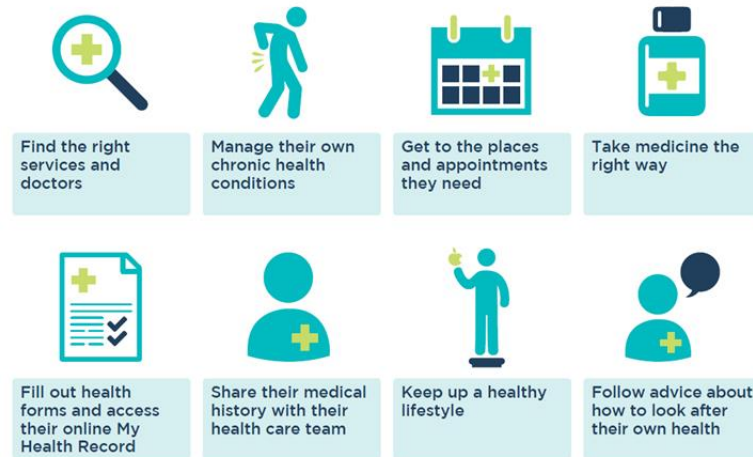 Find the right
services and
doctors
Manage their own
chronic health
conditions
Get to the places
and appointments
they need
Take medicine the
right way
Fill out health
forms and access
their online My
Health Record
Share their medical
history with their
health care team
Keep up a healthy
lifestyle
Follow advice about
how to look after
their own health